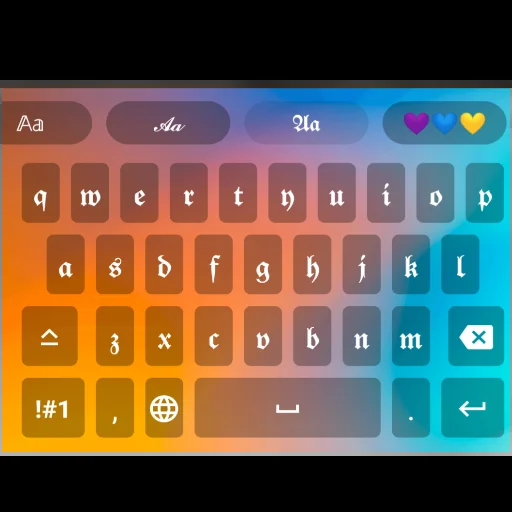 𝔸𝕒 𝒜𝒶 𝔄𝔞 💜💙💛
𝔮 𝔴 𝔢 𝔯 𝔱 𝔶 𝔲 𝔦 𝔬 𝔭
𝔞 𝔰 𝔡 𝔣 𝔤 𝔥 𝔧 𝔨 𝔩
𝔷 𝔵 𝔠 𝔳 𝔟 𝔫 𝔪
!#1 , .